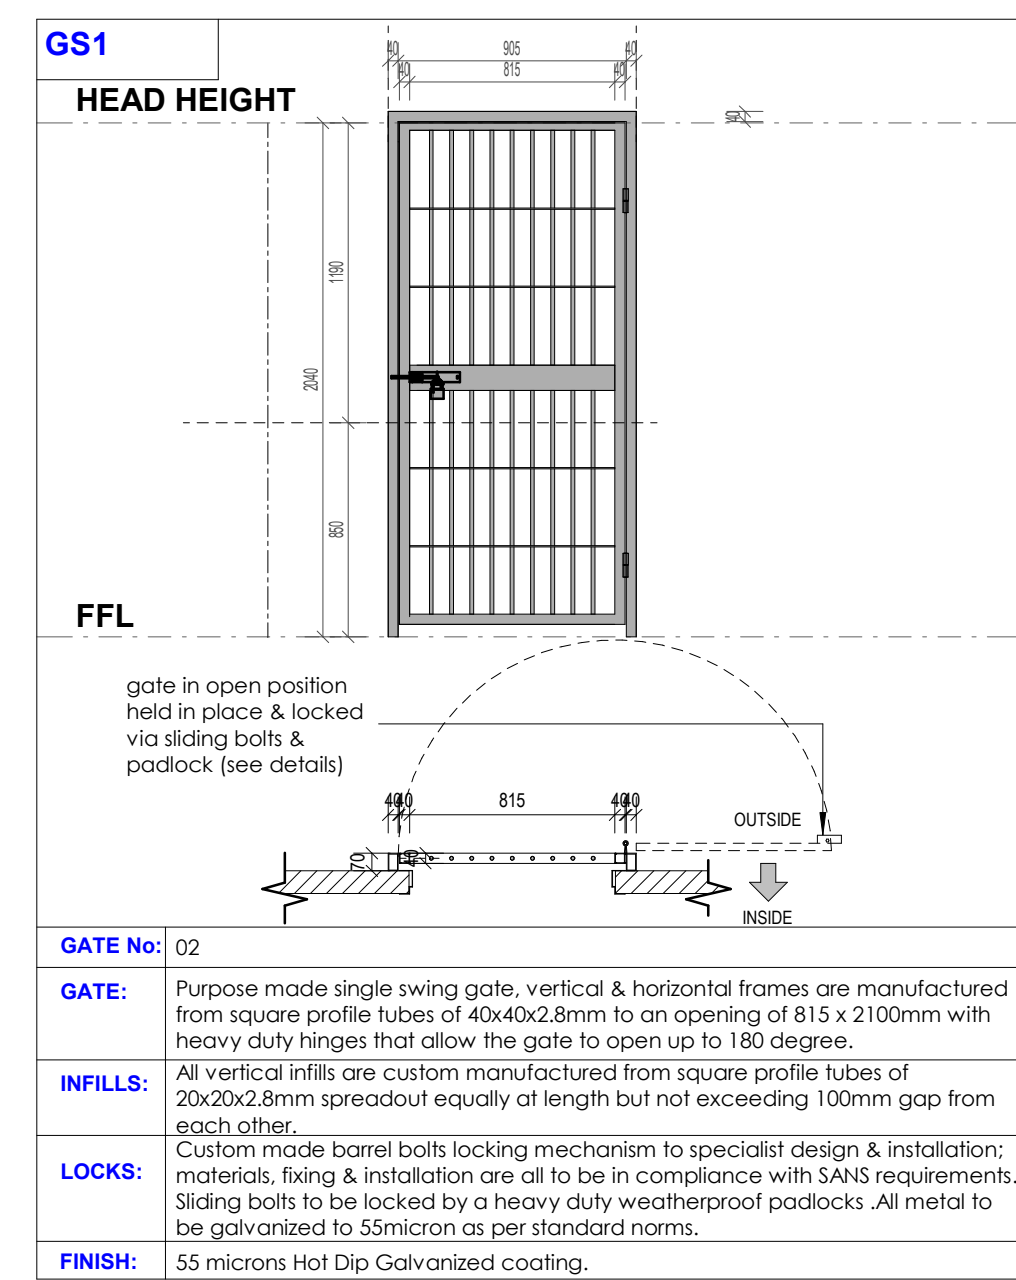 GS1
HEAD HEIGHT
40 905 40
40 815 40
40
1190
2040
850
FFL
gate in open position
held in place & locked
via sliding bolts &
padlock (see details)
40 40 815 40 40
OUTSIDE
70 40
INSIDE
GATE No: 02
GATE: Purpose made single swing gate, vertical & horizontal frames are manufactured
from square profile tubes of 40x40x2.8mm to an opening of 815 x 2100mm with
heavy duty hinges that allow the gate to open up to 180 degree.
INFILLS: All vertical infills are custom manufactured from square profile tubes of
20x20x2.8mm spreadout equally at length but not exceeding 100mm gap from
each other.
LOCKS: Custom made barrel bolts locking mechanism to specialist design & installation;
materials, fixing & installation are all to be in compliance with SANS requirements.
Sliding bolts to be locked by a heavy duty weatherproof padlocks .All metal to
be galvanized to 55micron as per standard norms.
FINISH: 55 microns Hot Dip Galvanized coating.